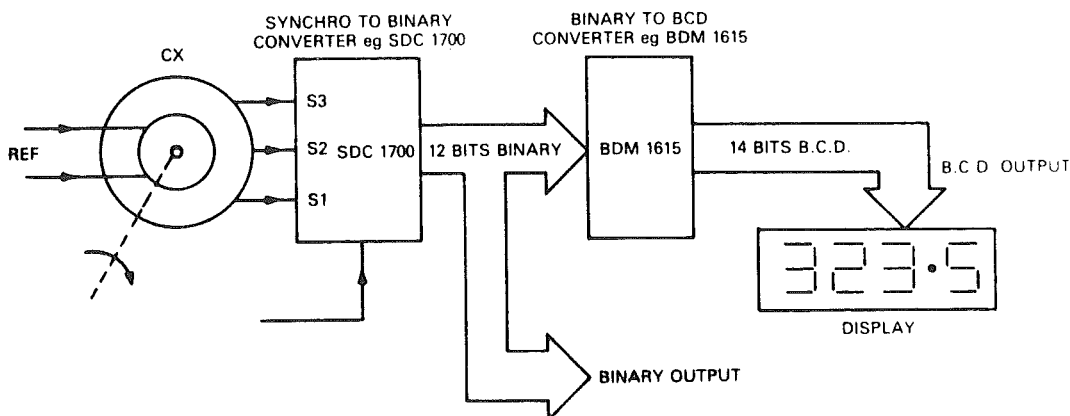 SYNCHRO TO BINARY
CONVERTER eg SDC 1700
BINARY TO BCD
CONVERTER eg BDM 1615
CX
REF
S3
S2
S1
SDC 1700
12 BITS BINARY
BDM 1615
14 BITS B.C.D.
B.C.D OUTPUT
323.5
DISPLAY
BINARY OUTPUT